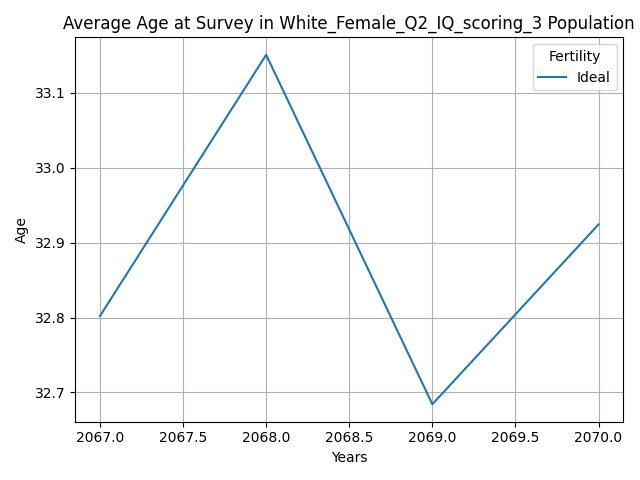 Average Age at Survey in White_Female_Q2_IQ_scoring_3 Population
Fertility
Ideal
33.1
33.0
32.9
32.8
32.7
Age
2067.0 2067.5 2068.0 2068.5 2069.0 2069.5 2070.0
Years